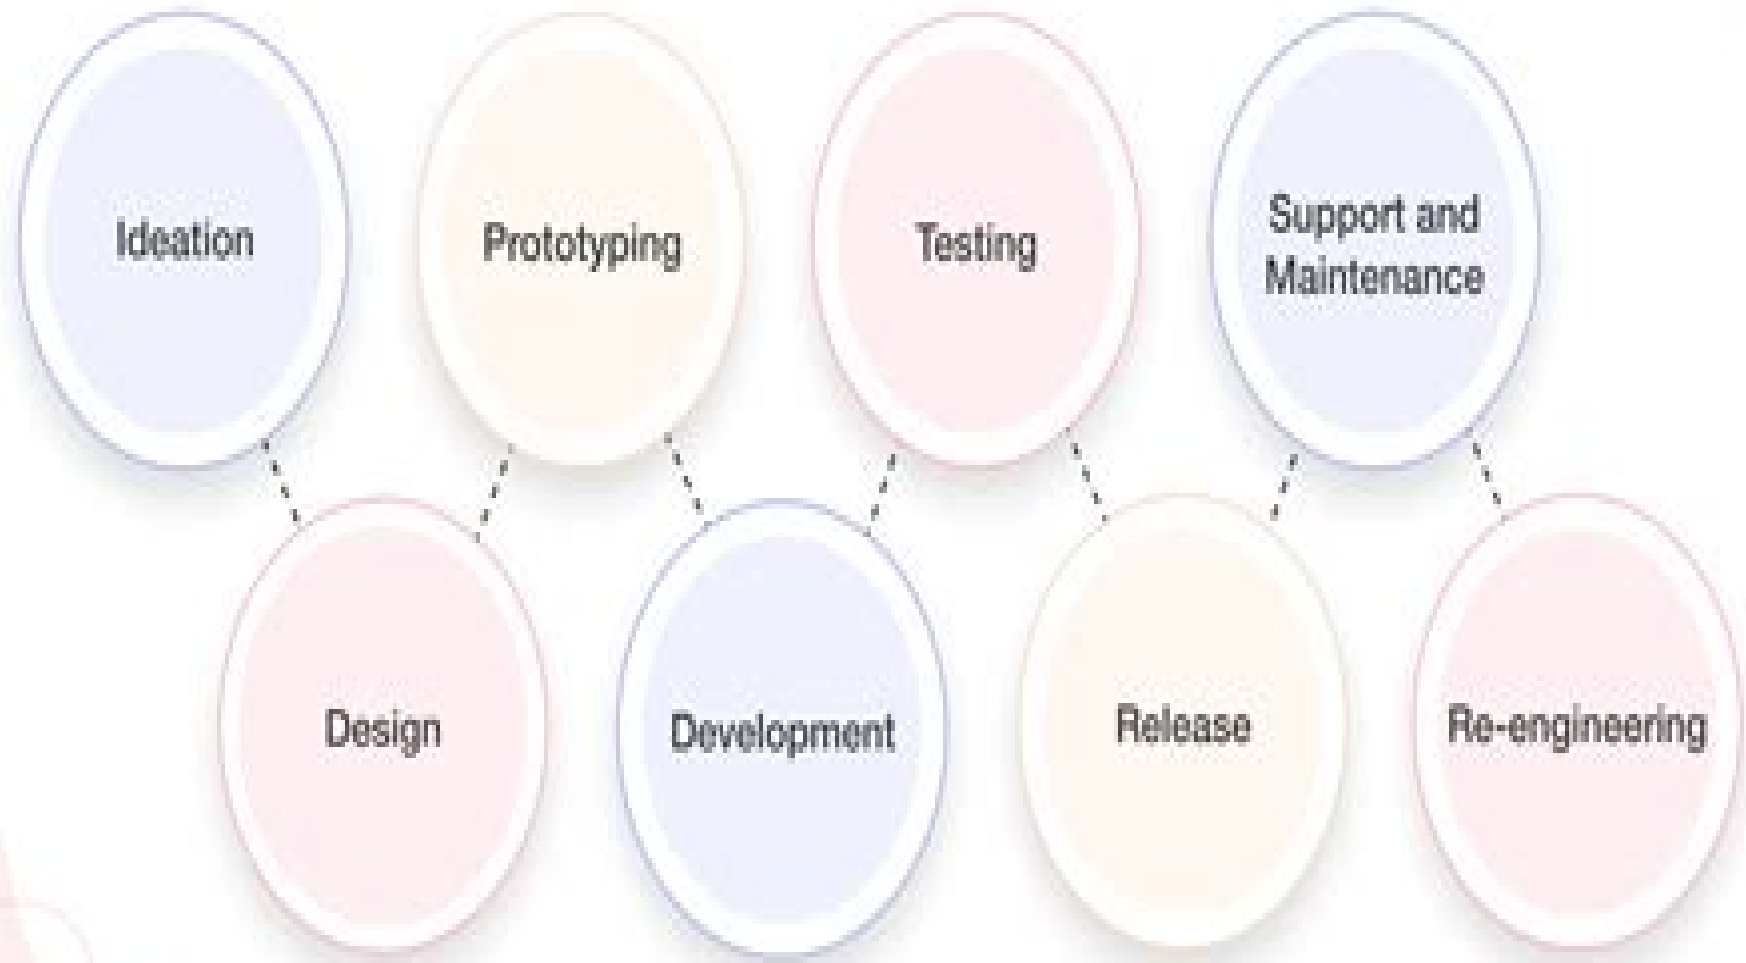 Ideation
Prototyping
Testing
Support and
Maintenance
Design
Development
Release
Re-engineering